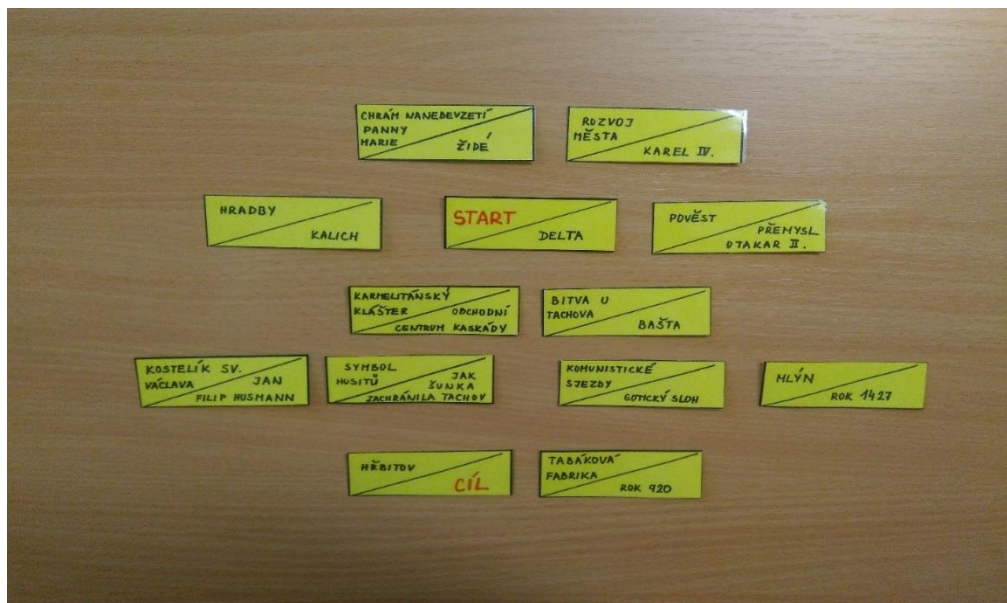 CHRÁM NANEBEVZETÍ
PANNY
MARIE
ŽIDÉ
ROZVOJ
MĚSTA
KAREL IV.
HRADBY
KALICH
START
DELTA
POVĚST
PŘEMYSL
OTAKAR II.
KARMELITÁNSKÝ
KLÁŠTER
OBCHODNÍ
CENTRUM KASKÁDY
BITVA U
TACHOVA
BAŠTA
KOSTELÍK SV.
VÁCLAVA
JAN
FILIP HUSMANN
SYMBOL
HUSITŮ
JAK
ŠUNKA
ZACHRÁNILA TACHOV
KOMUNISTICKÉ
SJEZDY
GOTICKÝ SLOH
MLÝN
ROK 1427
HŘBITOV
CÍL
TABÁKOVÁ
FABRIKA
ROK 920